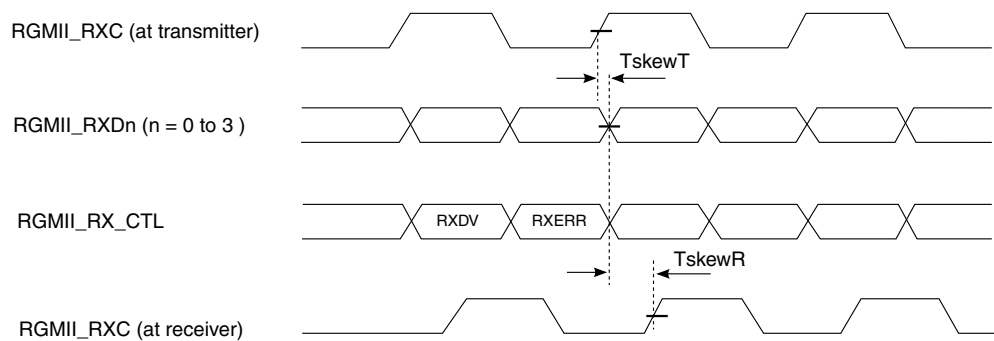 RGMII_RXC (at transmitter)
TskewT
RGMII_RXDn (n = 0 to 3 )
RGMII_RX_CTL
RXDV
RXERR
TskewR
RGMII_RXC (at receiver)